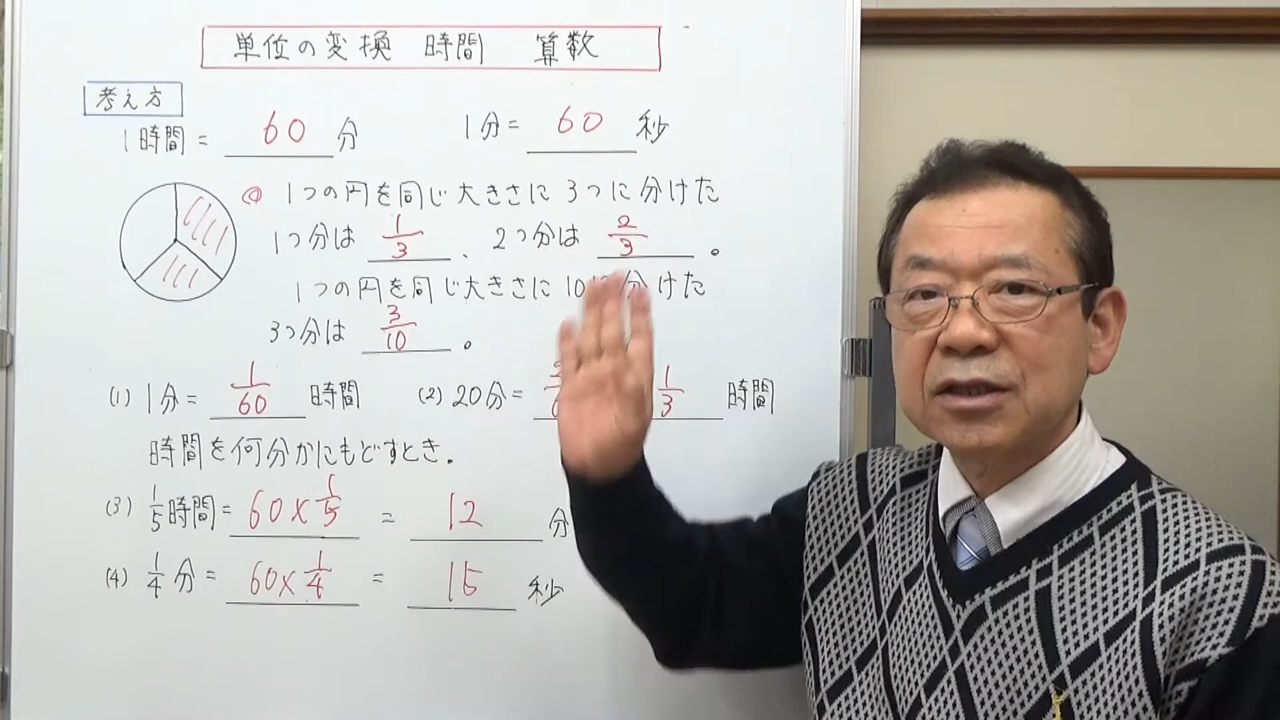 単位の変換 時間 算数
考え方
1時間= 60 分 1分= 60 秒
1つの円を同じ大きさに3つに分けた
1つ分は 1/3 、2つ分は 2/3 。
1つの円を同じ大きさに10 分けた
3つ分は 3/10 。
(1) 1分= 1/60 時間 (2) 20分= 1/3 時間
時間を何分かにもどすとき。
(3) 1/5時間= 60×1/5 = 12 分
(4) 1/4分= 60×1/4 = 15 秒